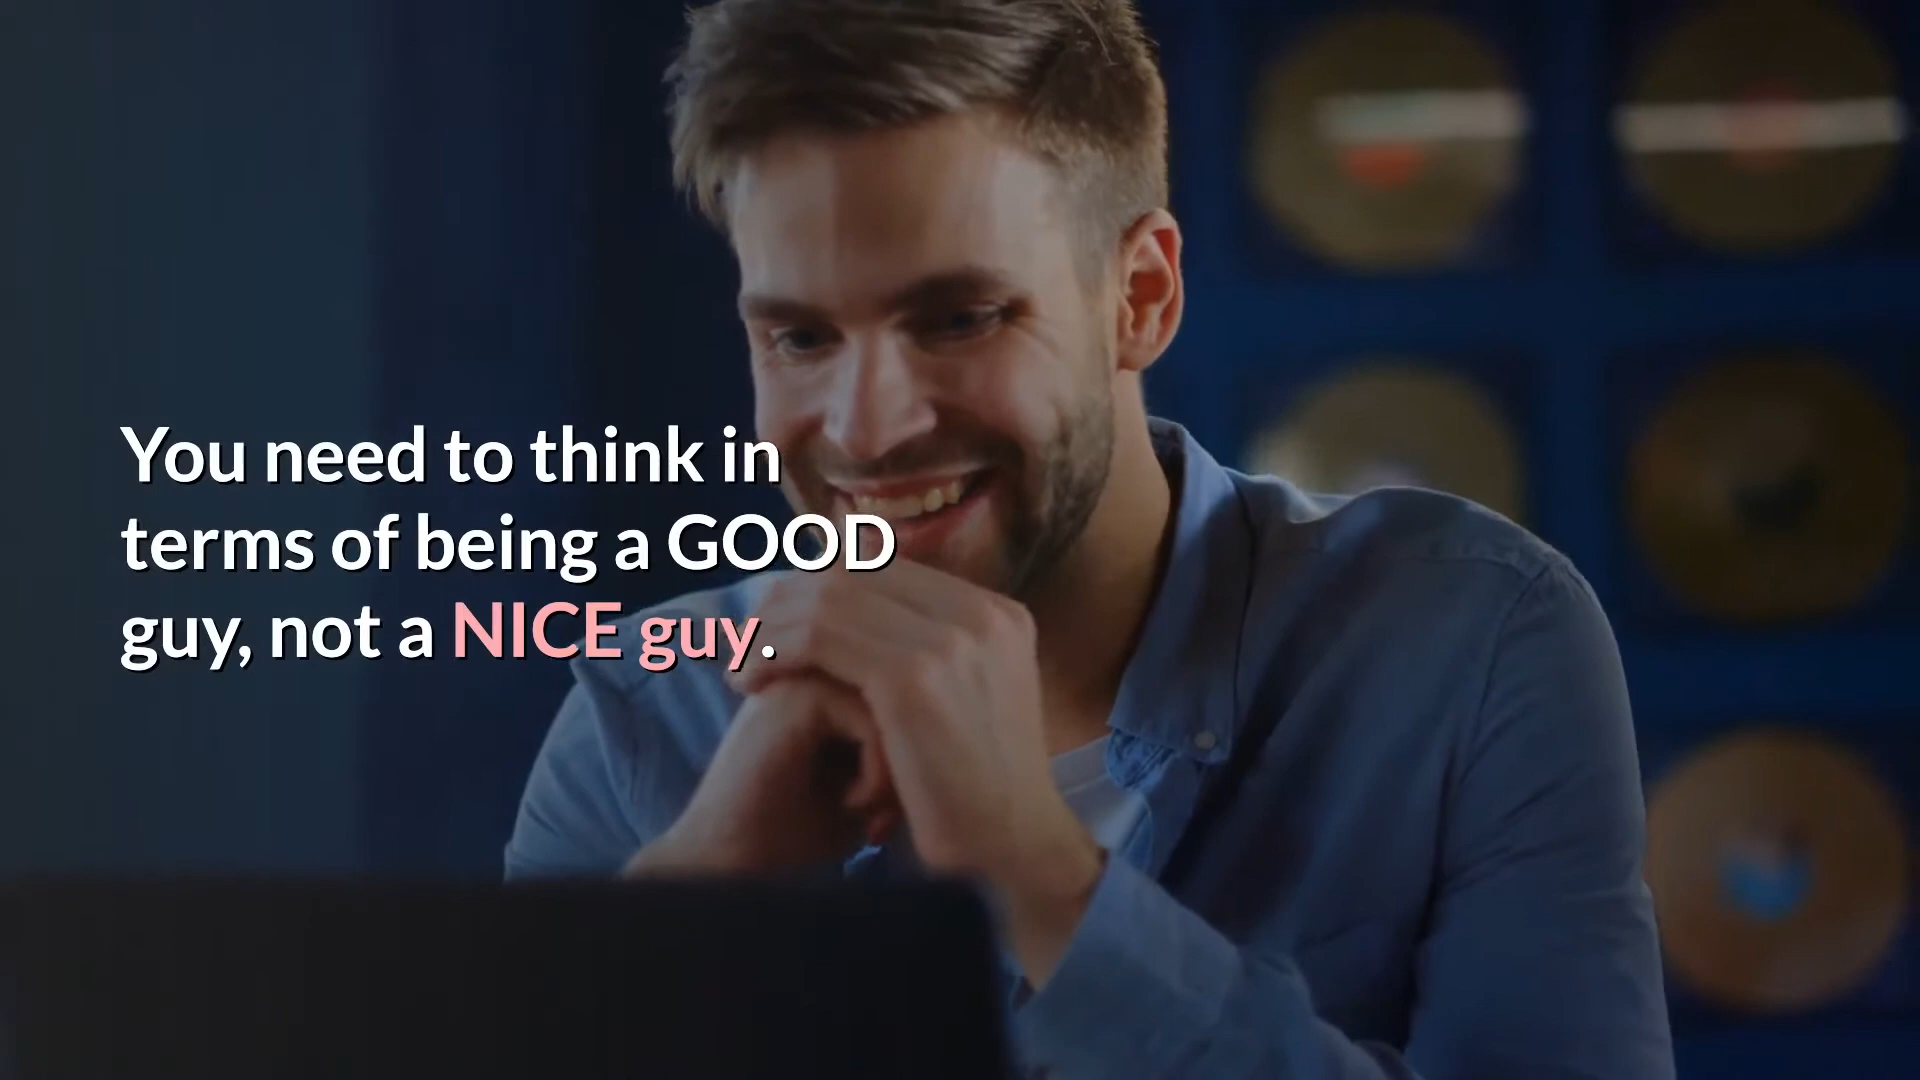 You need to think in
terms of being a GOOD
guy, not a NICE guy.